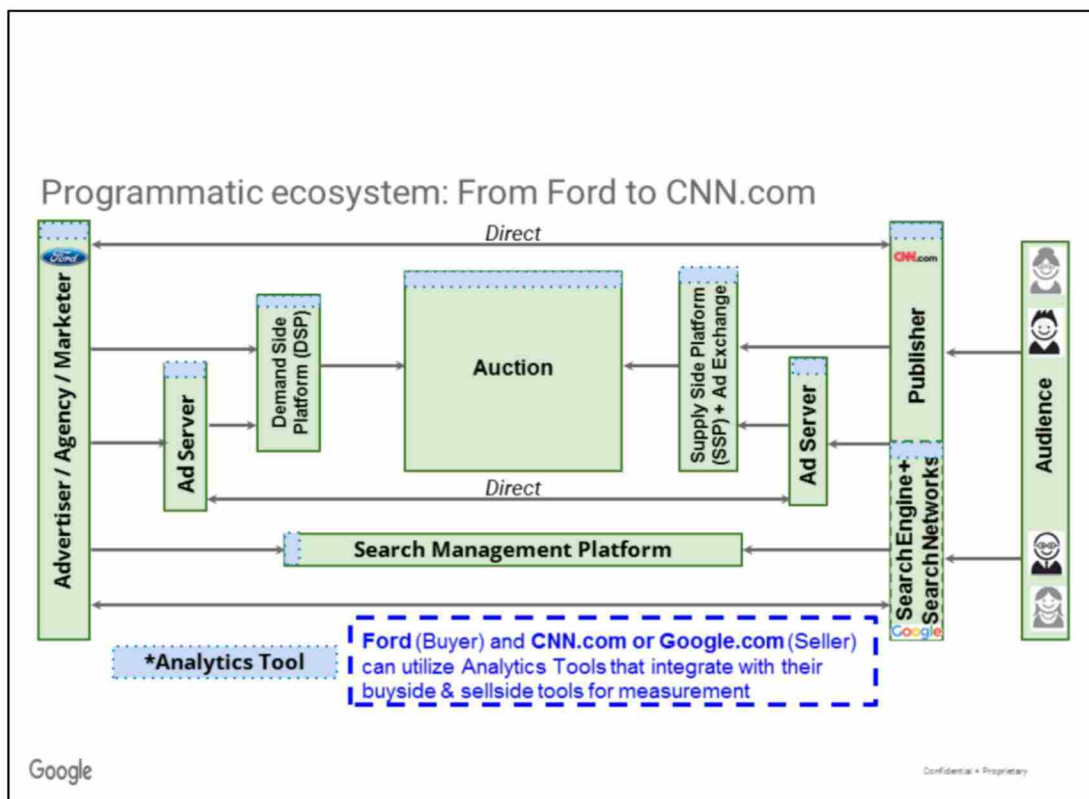 Programmatic ecosystem: From Ford to CNN.com
Direct
Ford
CNN.com
Advertiser / Agency / Marketer
Ad Server
Demand Side
Platform (DSP)
Auction
Supply Side Platform
(SSP) + Ad Exchange
Ad Server
Publisher
Audience
Direct
Search Management Platform
Search Engine +
Search Networks
Google
*Analytics Tool
Ford (Buyer) and CNN.com or Google.com (Seller)
can utilize Analytics Tools that integrate with their
buyside & sellside tools for measurement
Google
Confidential + Proprietary